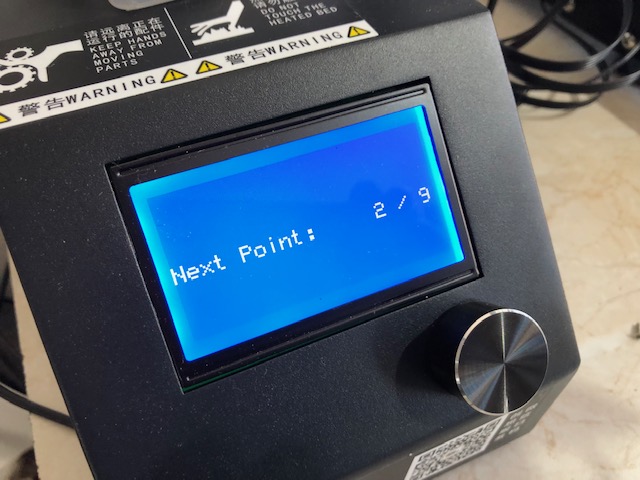 请远离正在
运行的配件
KEEP HANDS
AWAY FROM
MOVING
PARTS
DO NOT
TOUCH THE
HEATED BED
警告WARNING
警告WARNING
Next Point: 2 / 9